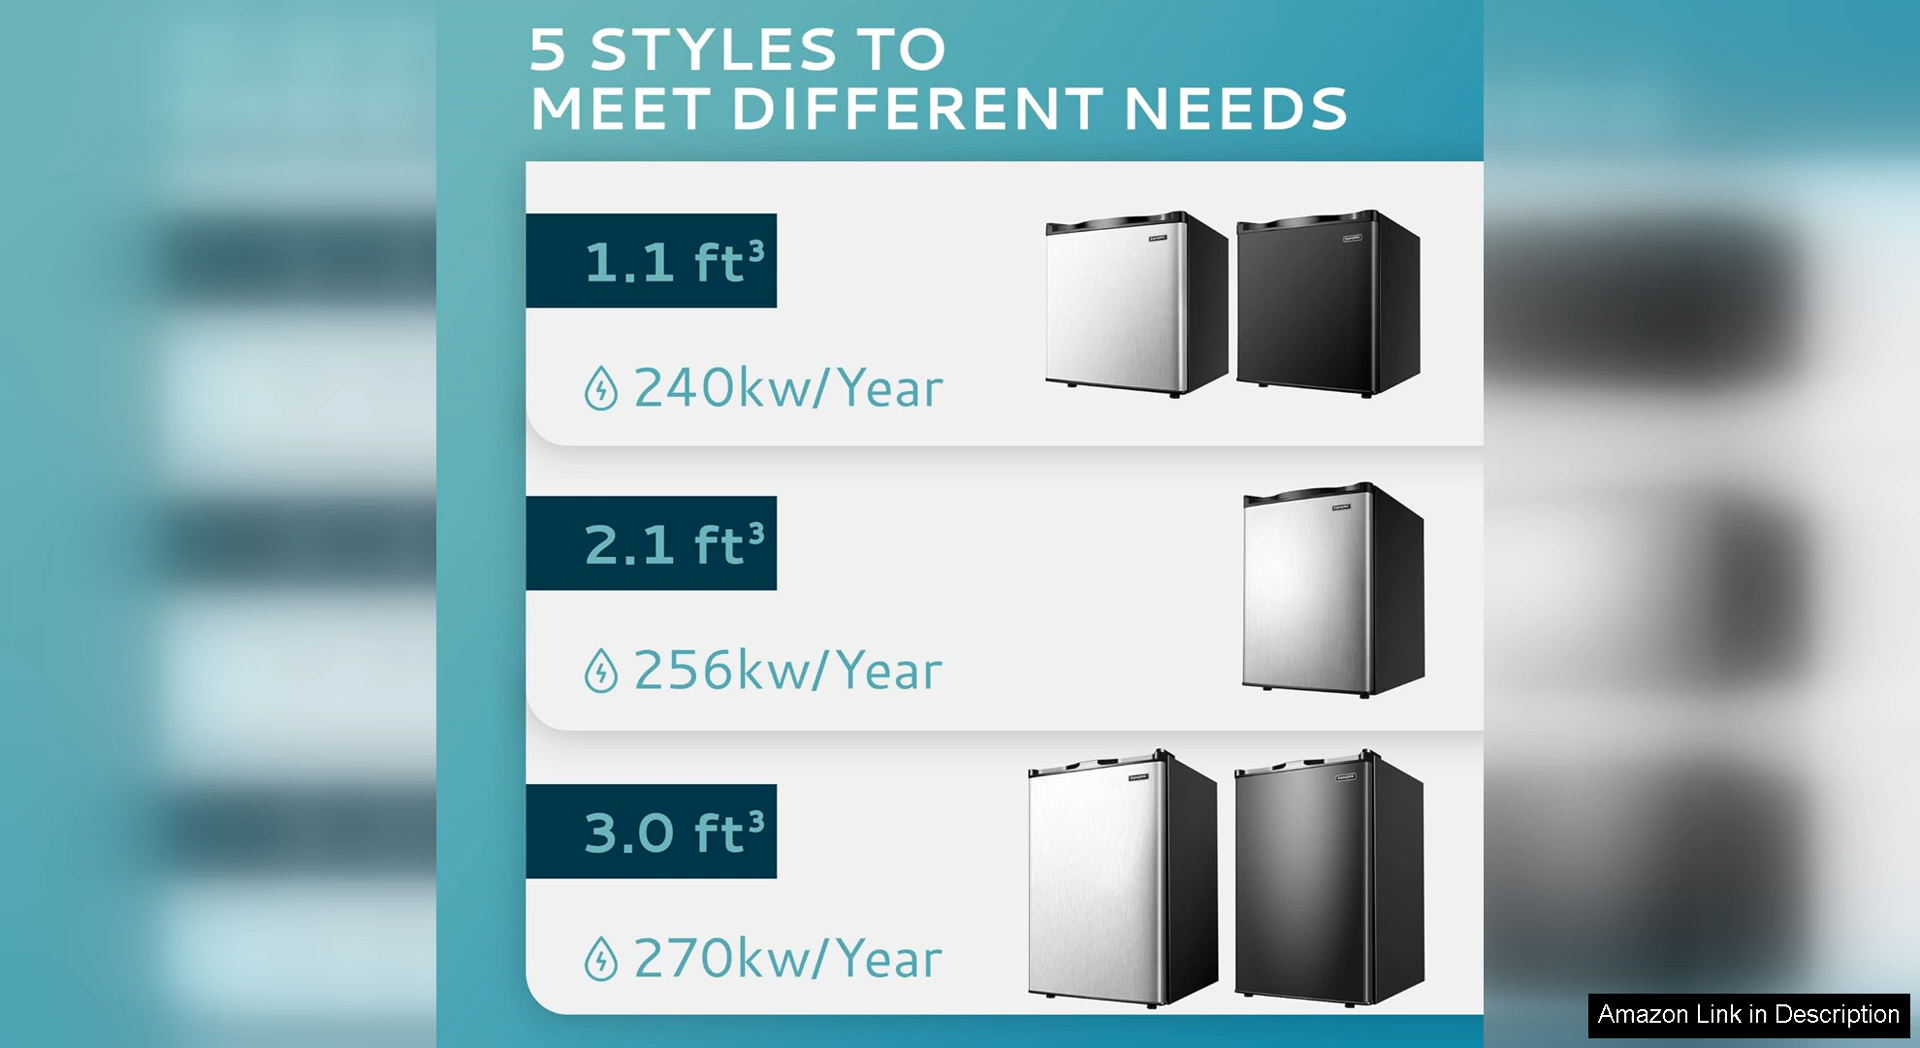 5 STYLES TO
MEET DIFFERENT NEEDS
1.1 ft³
240kw/Year
2.1 ft³
256kw/Year
3.0 ft³
270kw/Year
Amazon Link in Description